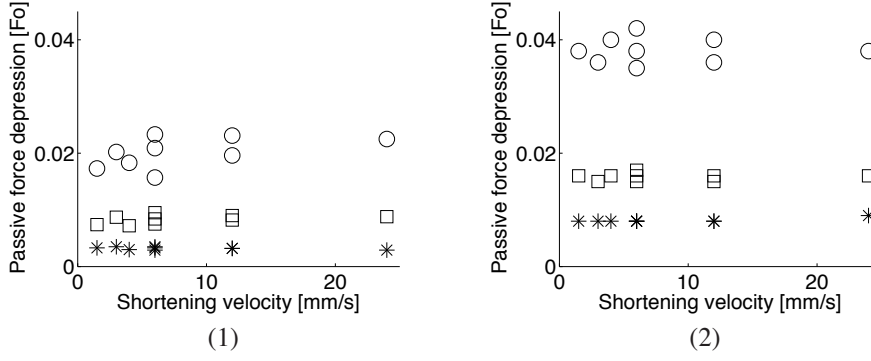 Passive force depression [Fo]
0.04
0.02
0
0 10 20
Shortening velocity [mm/s]
(1)
Passive force depression [Fo]
0.04
0.02
0
0 10 20
Shortening velocity [mm/s]
(2)